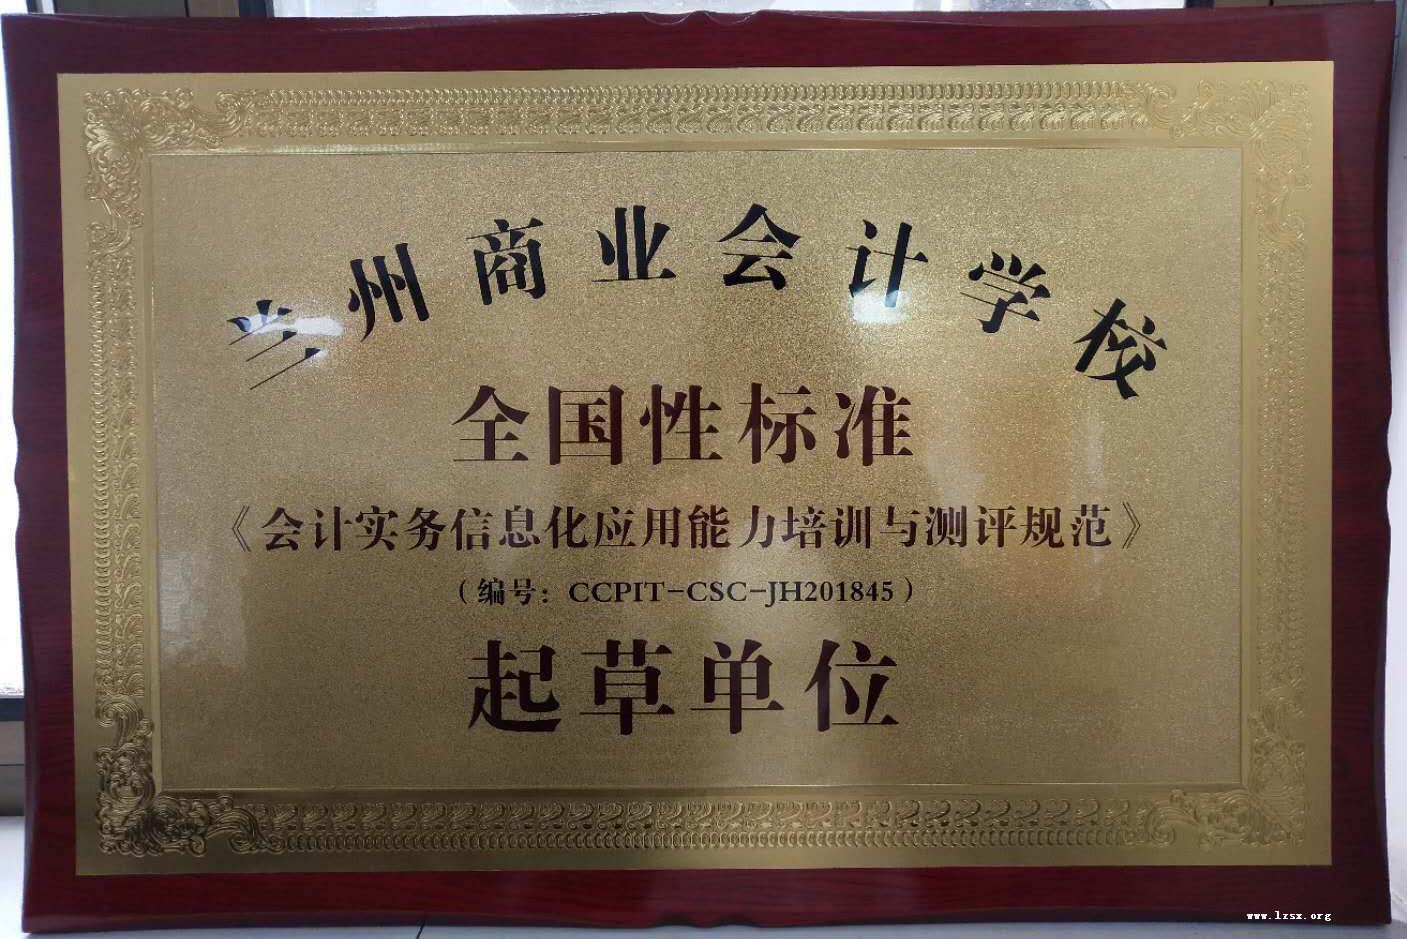 兰州商业会计学校
全国性标准
《会计实务信息化应用能力培训与测评规范》
（编号：CCPIT-CSC-JH201845）
起草单位
www.lzsx.org